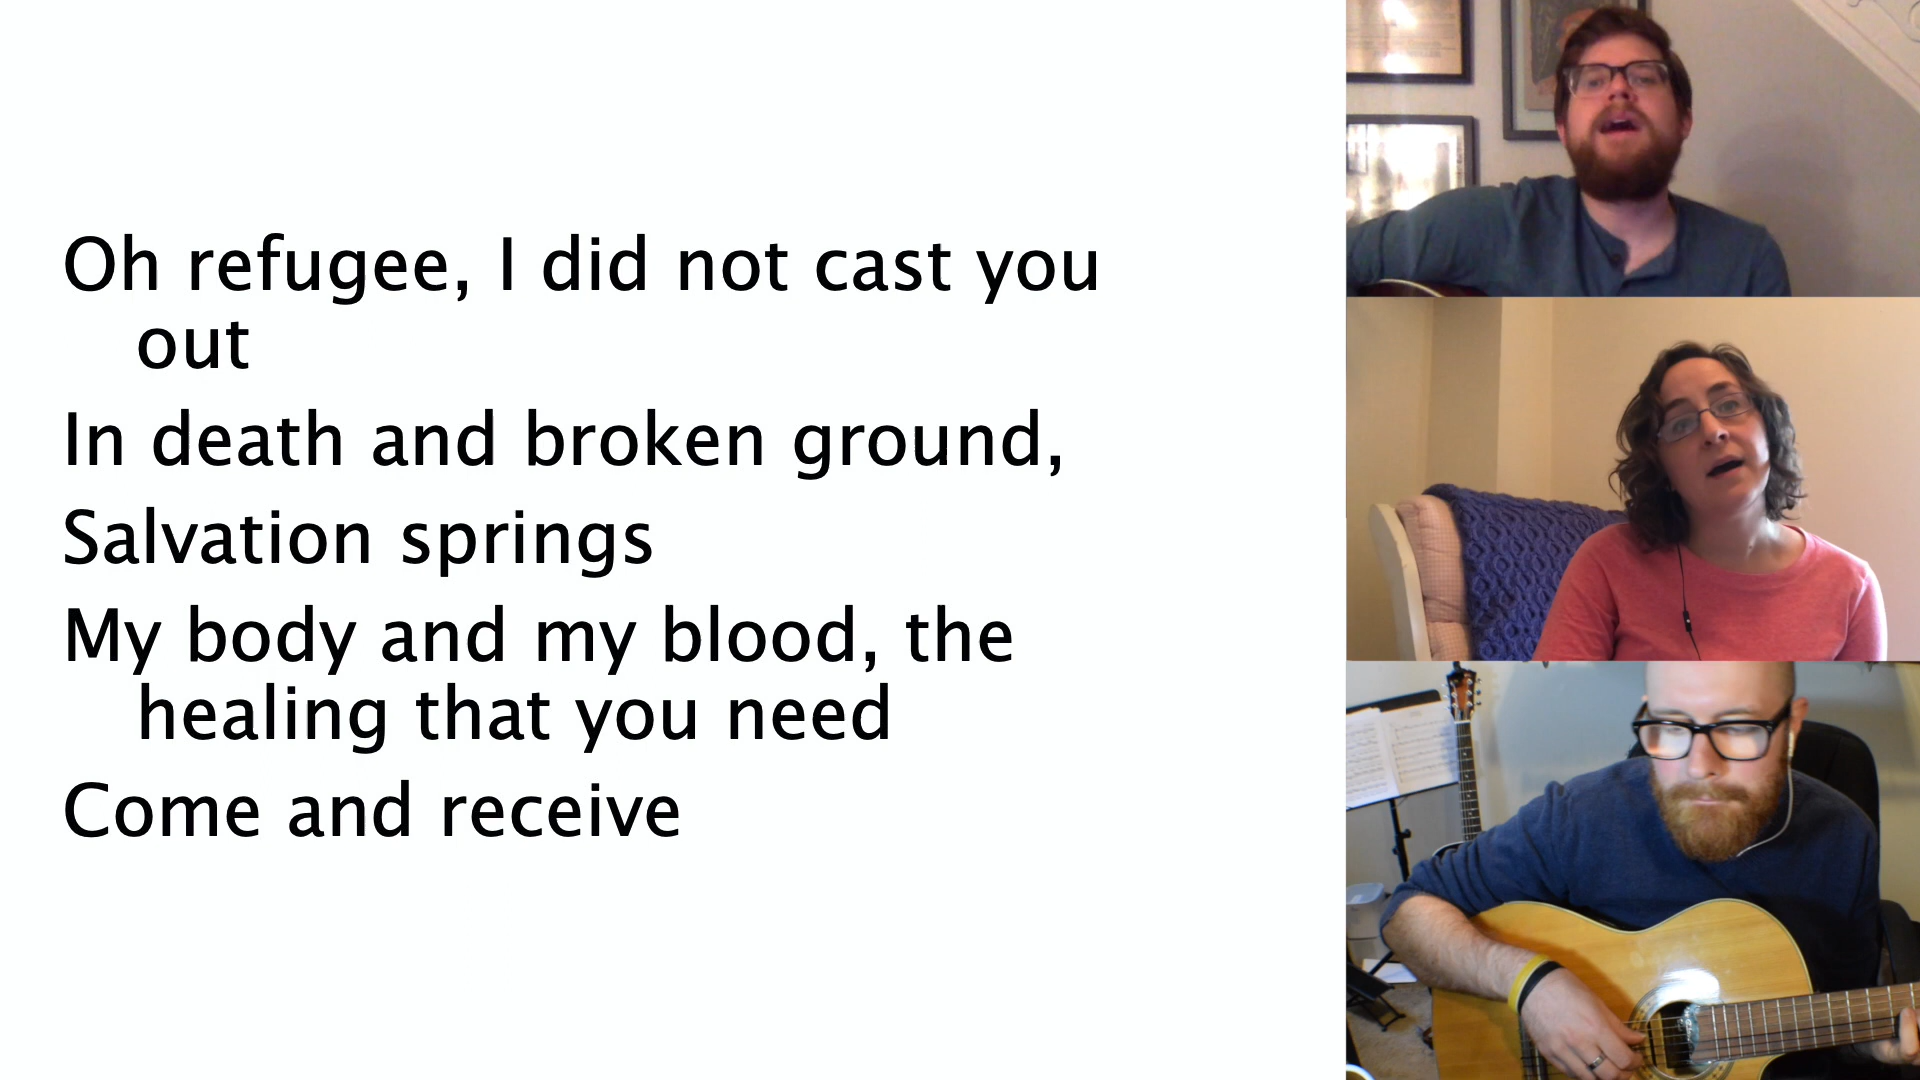 Oh refugee, I did not cast you
out
In death and broken ground,
Salvation springs
My body and my blood, the
healing that you need
Come and receive